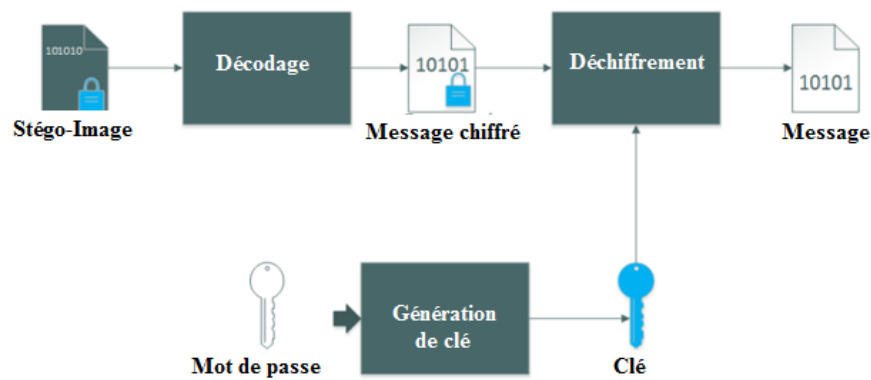 101010
Décodage
10101
Déchiffrement
10101
Stégo-Image
Message chiffré
Message
Génération
de clé
Mot de passe
Clé